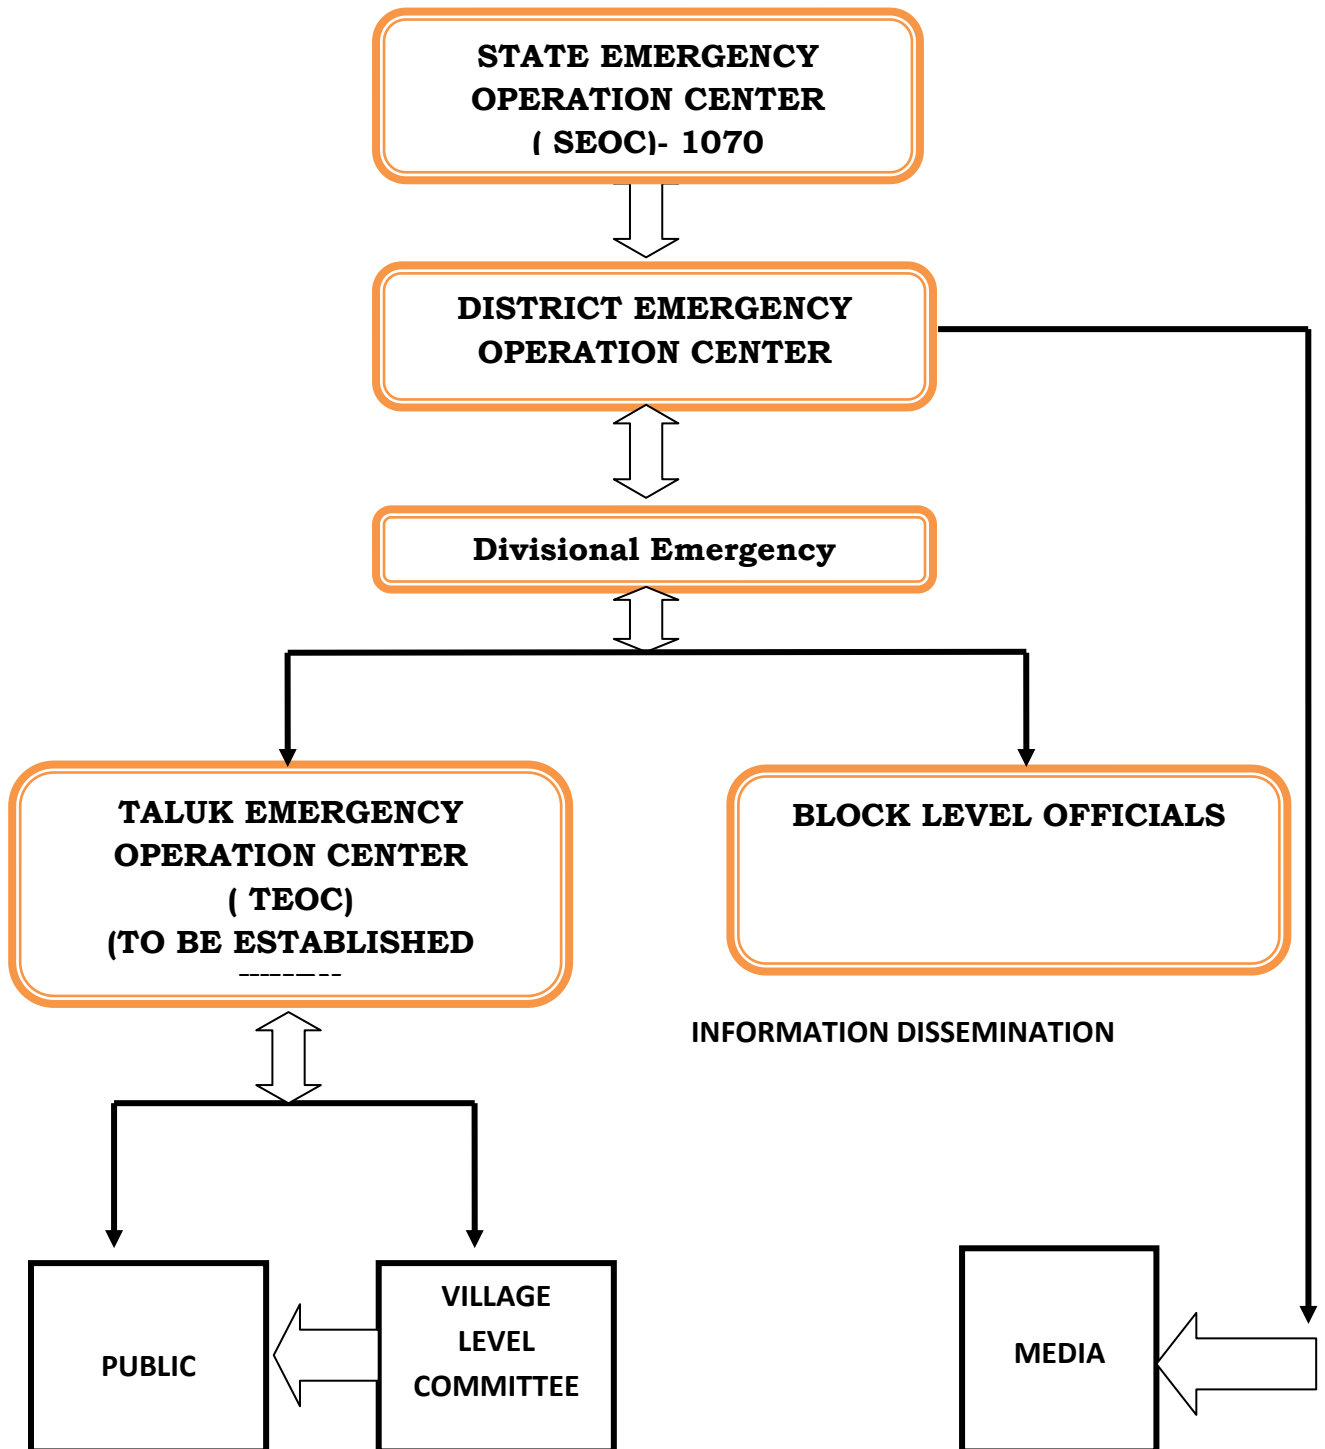 STATE EMERGENCY
OPERATION CENTER
( SEOC)- 1070
DISTRICT EMERGENCY
OPERATION CENTER
Divisional Emergency
TALUK EMERGENCY
OPERATION CENTER
( TEOC)
(TO BE ESTABLISHED
BLOCK LEVEL OFFICIALS
INFORMATION DISSEMINATION
PUBLIC
VILLAGE
LEVEL
COMMITTEE
MEDIA